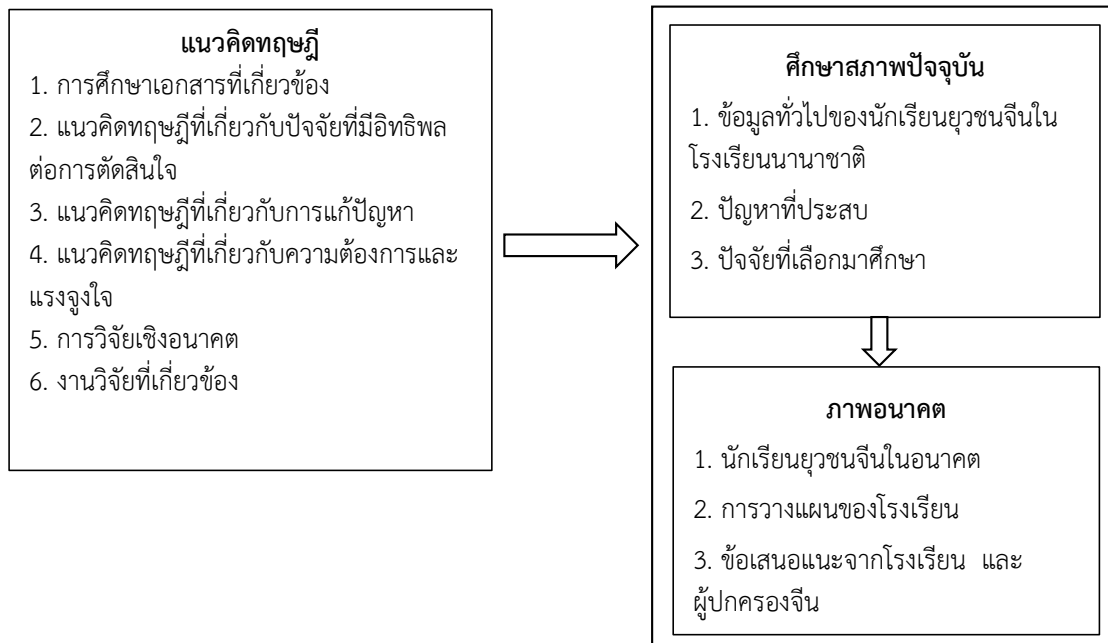 แนวคิดทฤษฎี
1. การศึกษาเอกสารที่เกี่ยวข้อง
2. แนวคิดทฤษฎีที่เกี่ยวกับปัจจัยที่มีอิทธิพล
ต่อการตัดสินใจ
3. แนวคิดทฤษฎีที่เกี่ยวกับการแก้ปัญหา
4. แนวคิดทฤษฎีที่เกี่ยวกับความต้องการและ
แรงจูงใจ
5. การวิจัยเชิงอนาคต
6. งานวิจัยที่เกี่ยวข้อง
ศึกษาสภาพปัจจุบัน
1. ข้อมูลทั่วไปของนักเรียนยุวชนจีนใน
โรงเรียนนานาชาติ
2. ปัญหาที่ประสบ
3. ปัจจัยที่เลือกมาศึกษา
ภาพอนาคต
1. นักเรียนยุวชนจีนในอนาคต
2. การวางแผนของโรงเรียน
3. ข้อเสนอแนะจากโรงเรียน และ
ผู้ปกครองจีน